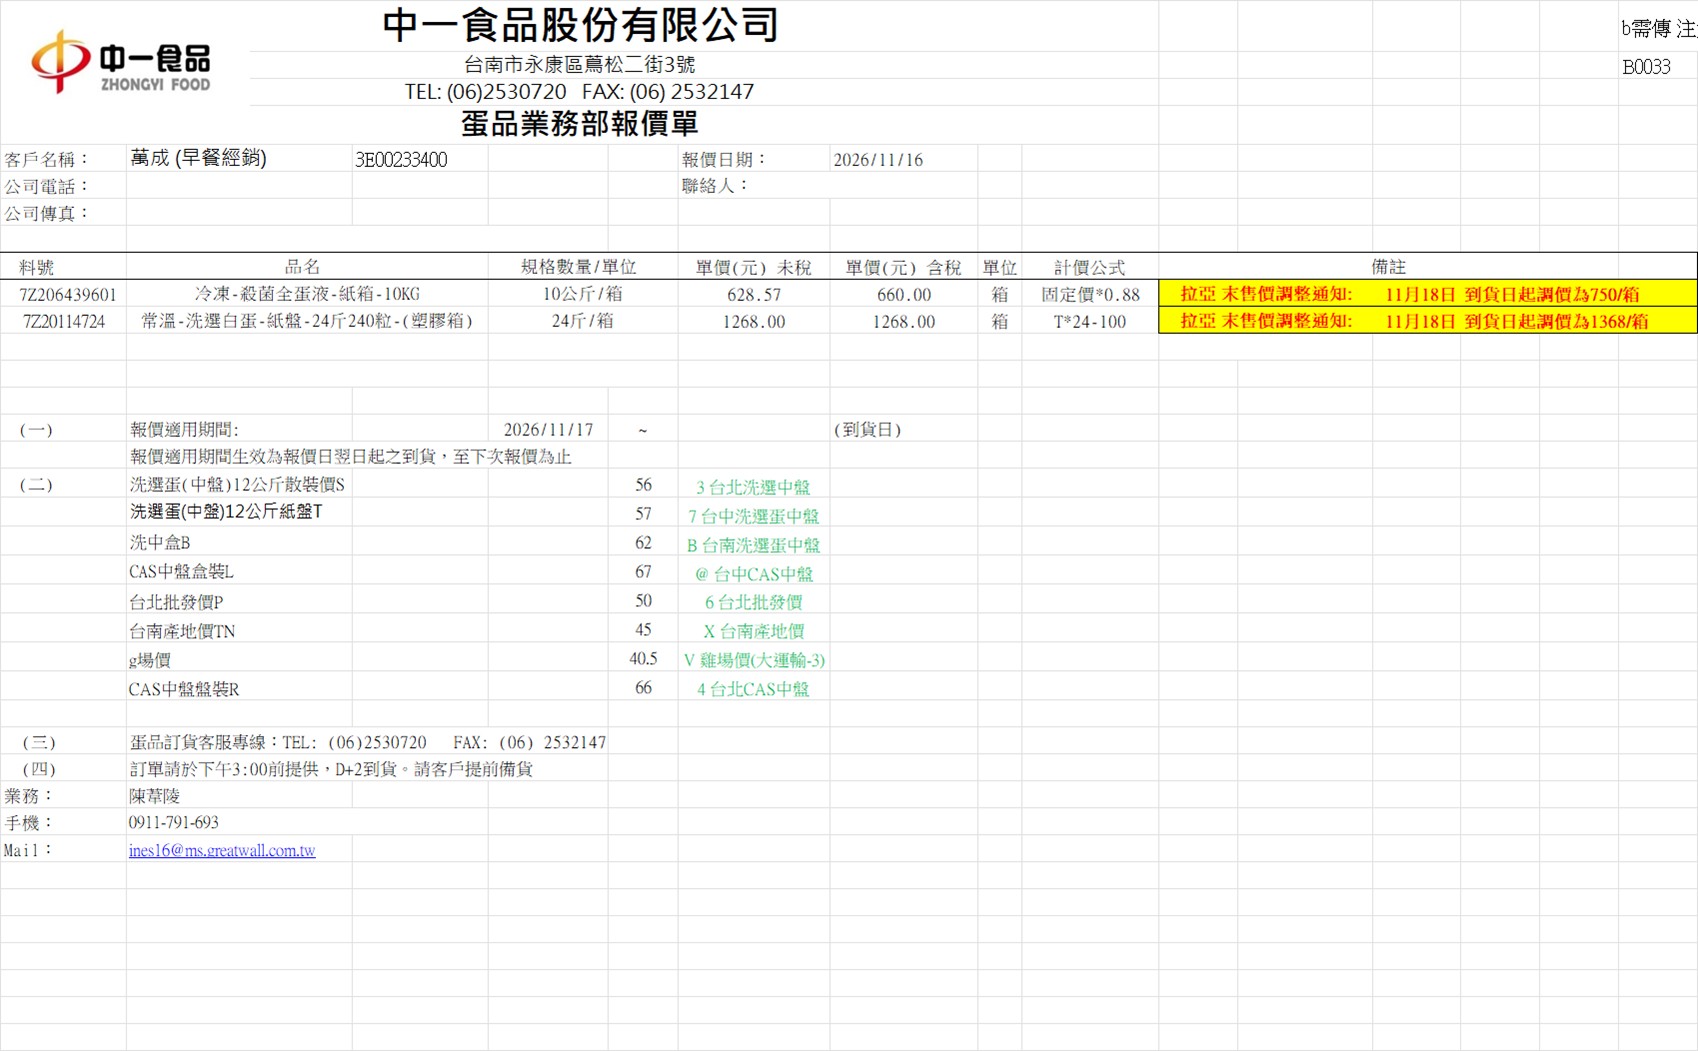 中一食品股份有限公司
b需傳 注
中一食品
ZHONGYI FOOD
台南市永康區蔦松二街3號
B0033
TEL: (06)2530720 FAX: (06) 2532147
蛋品業務部報價單
客戶名稱： 萬成 (早餐經銷) 3E00233400 報價日期： 2026/11/16
公司電話： 聯絡人：
公司傳真：
料號 品名 規格數量/單位 單價(元) 未稅 單價(元) 含稅 單位 計價公式 備註
7Z206439601 冷凍-殺菌全蛋液-紙箱-10KG 10公斤/箱 628.57 660.00 箱 固定價*0.88 拉亞 末售價調整通知: 11月18日 到貨日起調價為750/箱
7Z20114724 常溫-洗選白蛋-紙盤-24斤240粒-(塑膠箱) 24斤/箱 1268.00 1268.00 箱 T*24-100 拉亞 末售價調整通知: 11月18日 到貨日起調價為1368/箱
(一) 報價適用期間: 2026/11/17 ~ (到貨日)
報價適用期間生效為報價日翌日起之到貨，至下次報價為止
(二) 洗選蛋(中盤)12公斤散裝價S 56 3 台北洗選中盤
洗選蛋(中盤)12公斤紙盤T 57 7 台中洗選蛋中盤
洗中盒B 62 B 台南洗選蛋中盤
CAS中盤盒裝L 67 @ 台中CAS中盤
台北批發價P 50 6 台北批發價
台南產地價TN 45 X 台南產地價
g場價 40.5 V 雞場價(大運輸-3)
CAS中盤盤裝R 66 4 台北CAS中盤
(三) 蛋品訂貨客服專線：TEL: (06)2530720 FAX: (06) 2532147
(四) 訂單請於下午3:00前提供，D+2到貨。請客戶提前備貨
業務： 陳葦陵
手機： 0911-791-693
Mail： ines16@ms.greatwall.com.tw